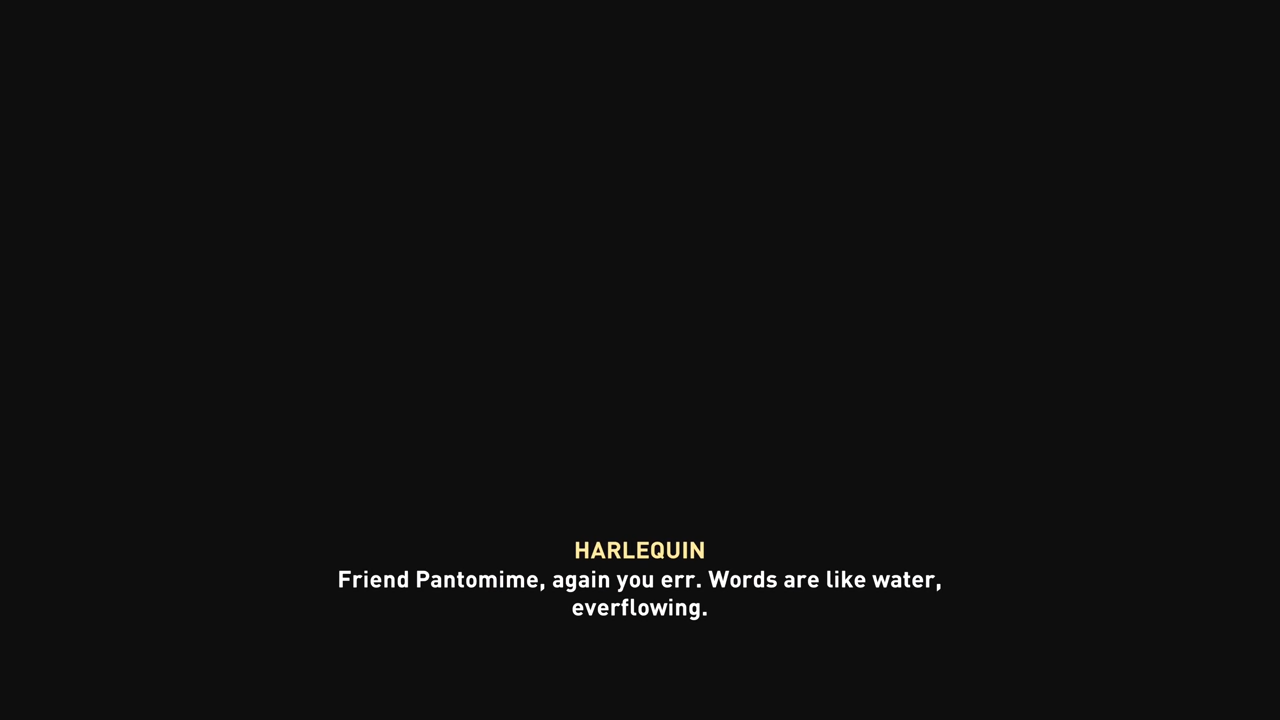 HARLEQUIN
Friend Pantomime, again you err. Words are like water,
everflowing.